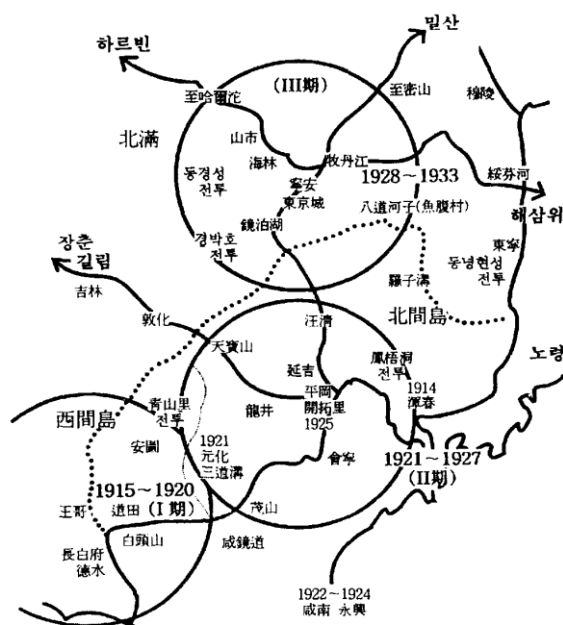 밀산
하르빈
(III期)
至哈爾沱
至密山
穆陵
北滿
山市
海林
牧丹江
동경성
전투
寧安
東京城
1928~1933
綏芬河
해삼위
八道河子(魚腹村)
경박호
전투
鏡泊湖
장춘
길림
東寧
동녕현성
전투
羅子溝
吉林
北間島
敦化
汪淸
天寶山
노령
延吉
鳳梧洞
전투
西間島
靑山里
전투
龍井
平岡
開拓里
1925
1914
渾春
安圖
1921
元化
三道溝
會寧
1921~1927
(II期)
1915~1920
(I期)
王哥
道田
茂山
白頭山
咸鏡道
長白府
德水
1922~1924
咸南 永興